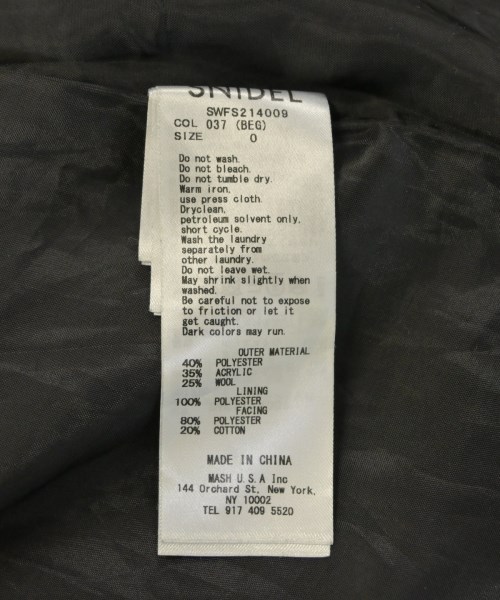 SNIDEL
SWFS214009
COL 037 (BEG)
SIZE 0
Do not wash.
Do not bleach.
Do not tumble dry.
Warm iron.
use press cloth.
Dryclean.
petroleum solvent only.
short cycle.
Wash the laundry
separately from
other laundry.
Do not leave wet.
May shrink slightly when
washed.
Be careful not to expose
to friction or let it
get caught.
Dark colors may run.
OUTER MATERIAL
40% POLYESTER
35% ACRYLIC
25% WOOL
LINING
100% POLYESTER
FACING
80% POLYESTER
20% COTTON
MADE IN CHINA
MASH U.S.A Inc
144 Orchard St, New York,
NY 10002
TEL 917 409 5520